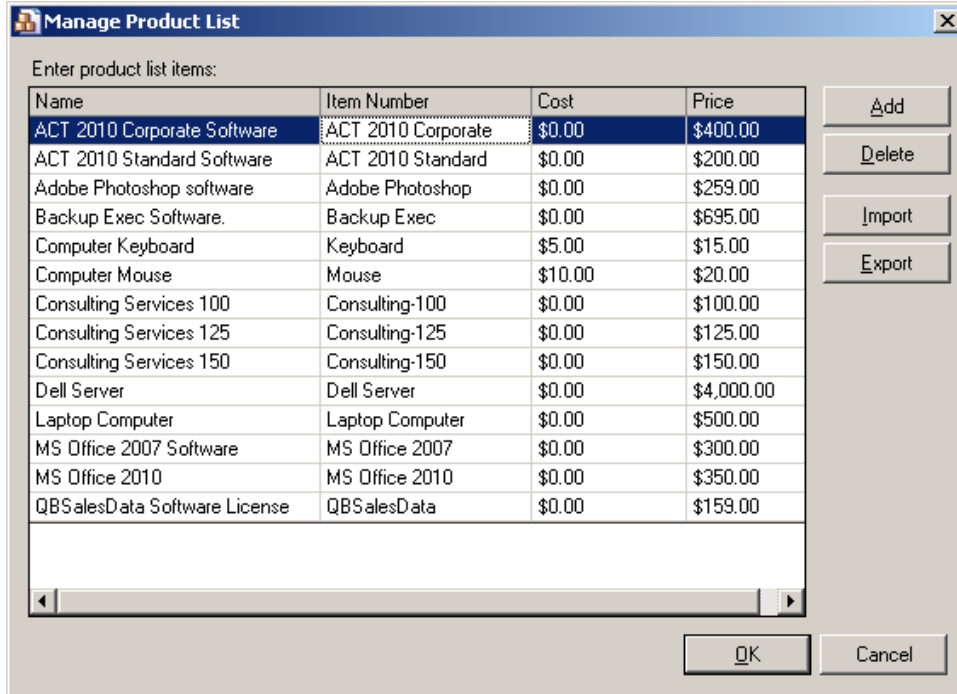 Manage Product List
Enter product list items:
Name Item Number Cost Price
ACT 2010 Corporate Software ACT 2010 Corporate $0.00 $400.00
ACT 2010 Standard Software ACT 2010 Standard $0.00 $200.00
Adobe Photoshop software Adobe Photoshop $0.00 $259.00
Backup Exec Software. Backup Exec $0.00 $695.00
Computer Keyboard Keyboard $5.00 $15.00
Computer Mouse Mouse $10.00 $20.00
Consulting Services 100 Consulting-100 $0.00 $100.00
Consulting Services 125 Consulting-125 $0.00 $125.00
Consulting Services 150 Consulting-150 $0.00 $150.00
Dell Server Dell Server $0.00 $4,000.00
Laptop Computer Laptop Computer $0.00 $500.00
MS Office 2007 Software MS Office 2007 $0.00 $300.00
MS Office 2010 MS Office 2010 $0.00 $350.00
QBSalesData Software License QBSalesData $0.00 $159.00
Add
Delete
Import
Export
OK Cancel